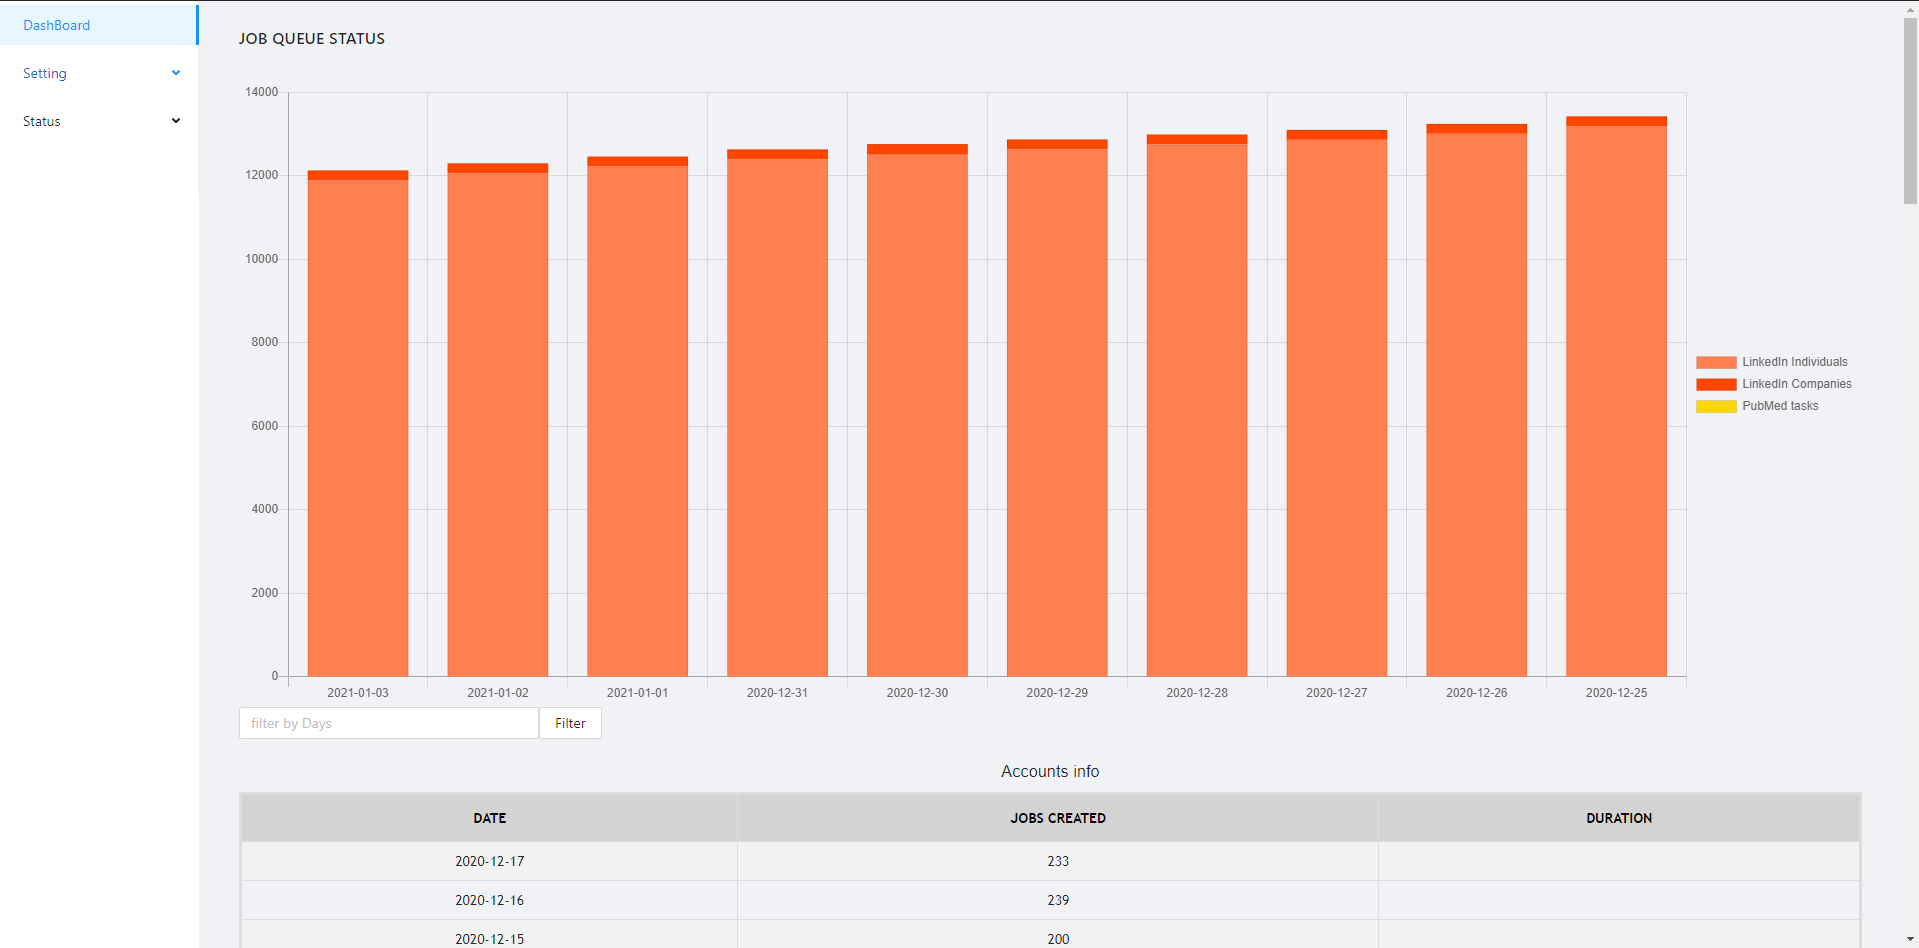 DashBoard
Setting
Status
JOB QUEUE STATUS
14000
12000
10000
8000
6000
4000
2000
0
2021-01-03 2021-01-02 2021-01-01 2020-12-31 2020-12-30 2020-12-29 2020-12-28 2020-12-27 2020-12-26 2020-12-25
LinkedIn Individuals
LinkedIn Companies
PubMed tasks
filter by Days Filter
Accounts info
DATE JOBS CREATED DURATION
2020-12-17 233
2020-12-16 239
2020-12-15 200